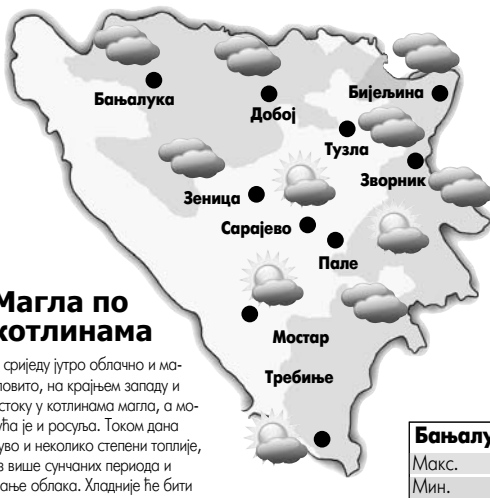 Бањалука
Добој
Бијељина
Тузла
Зворник
Зеница
Сарајево
Пале
Мостар
Требиње
Магла по
котлинама
сриједу јутро облачно и ма-
ловито, на крајњем западу и
стоку у котлинама магла, а мо-
ућа је и росуља. Током дана
уво и неколико степени топлије,
з више сунчаних периода и
ање облака. Хладније ће бити
Бањалу
Макс.
Мин.